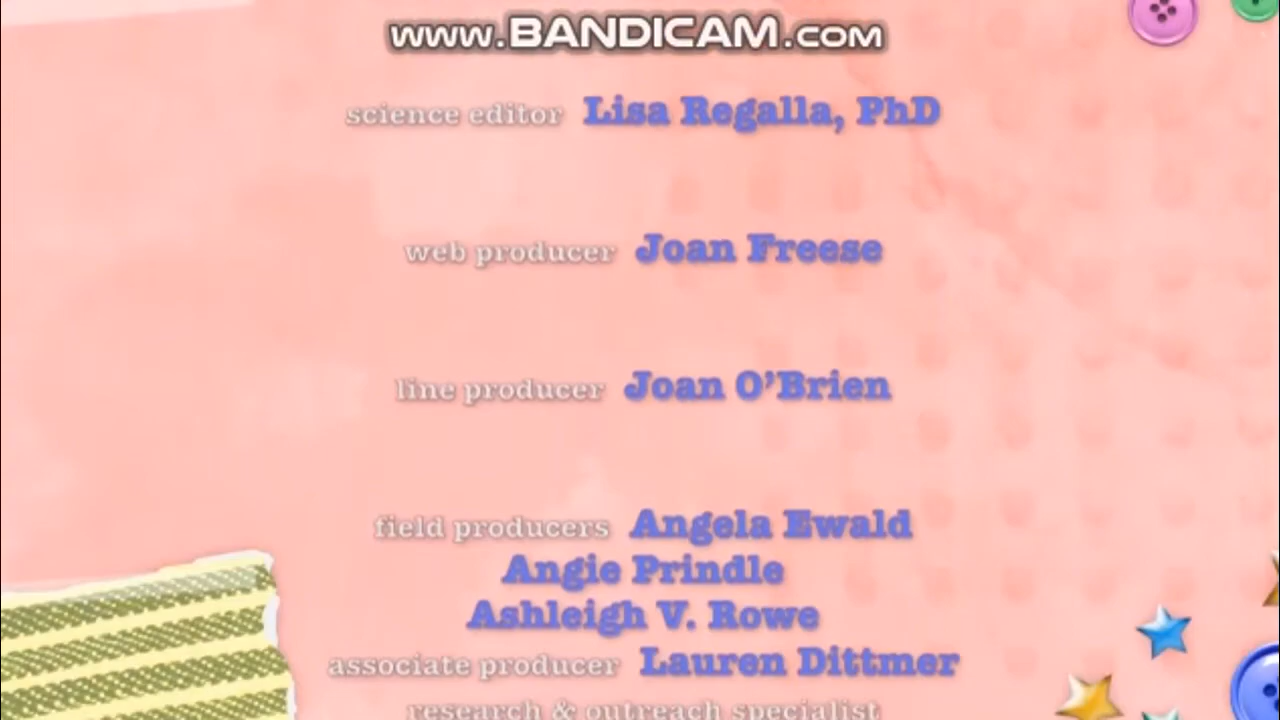 www.BANDICAM.com
science editor Lisa Regalla, PhD
web producer Joan Freese
line producer Joan O’Brien
field producers Angela Ewald
Angie Prindle
Ashleigh V. Rowe
associate producer Lauren Dittmer
research & outreach specialist